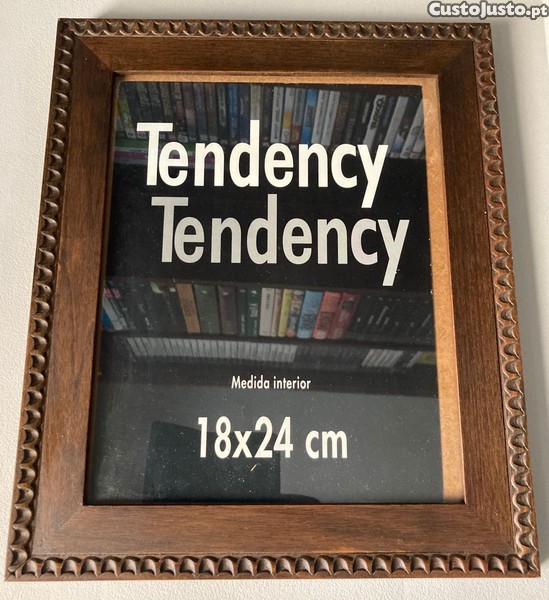 CustoJusto.pt
Tendency
Tendency
Medida interior
18x24 cm